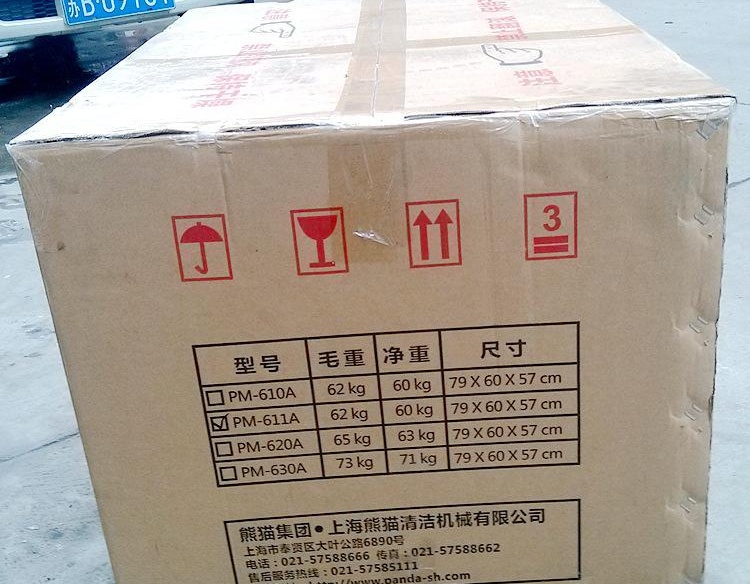 3
型号 毛重 净重 尺寸
PM-610A 62 kg 60 kg 79 X 60 X 57 cm
PM-611A 62 kg 60 kg 79 X 60 X 57 cm
PM-620A 65 kg 63 kg 79 X 60 X 57 cm
PM-630A 73 kg 71 kg 79 X 60 X 57 cm
熊猫集团●上海熊猫清洁机械有限公司
上海市奉贤区大叶公路6890号
电话：021-57588666 传真：021-57588662
售后服务热线：021-57585111
http://www.panda-sh.com